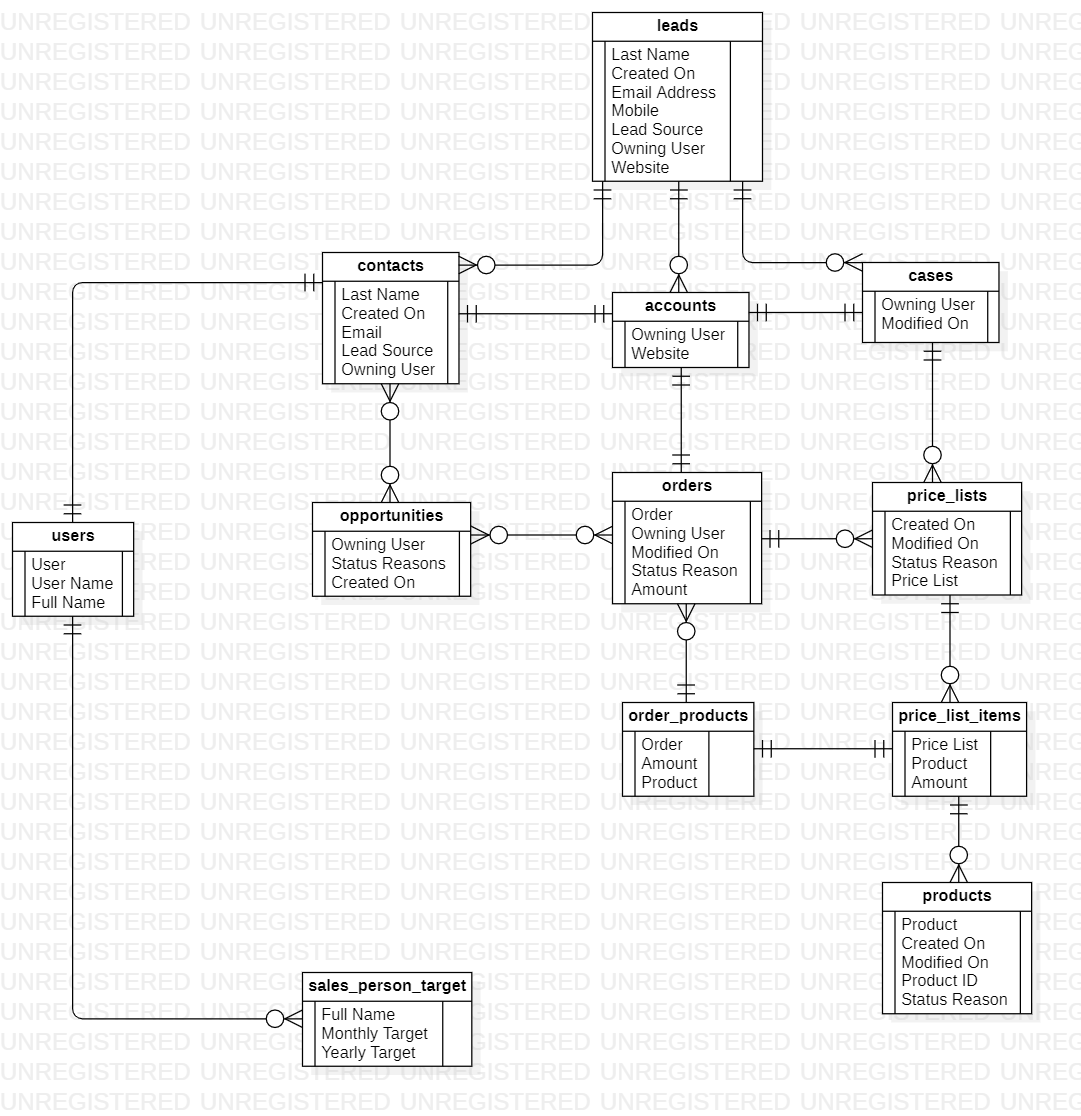 leads
Last Name
Created On
Email Address
Mobile
Lead Source
Owning User
Website
contacts
Last Name
Created On
Email
Lead Source
Owning User
accounts
Owning User
Website
cases
Owning User
Modified On
users
User
User Name
Full Name
opportunities
Owning User
Status Reasons
Created On
orders
Order
Owning User
Modified On
Status Reason
Amount
price_lists
Created On
Modified On
Status Reason
Price List
order_products
Order
Amount
Product
price_list_items
Price List
Product
Amount
products
Product
Created On
Modified On
Product ID
Status Reason
sales_person_target
Full Name
Monthly Target
Yearly Target
UNREGISTERED